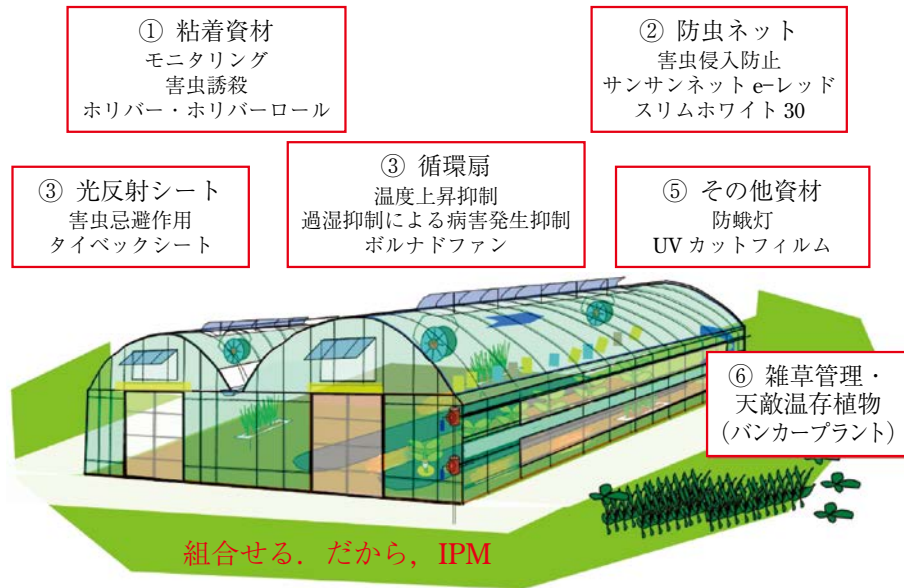 ① 粘着資材
モニタリング
害虫誘殺
ホリバー・ホリバーロール
② 防虫ネット
害虫侵入防止
サンサンネット e-レッド
スリムホワイト 30
③ 光反射シート
害虫忌避作用
タイベックシート
③ 循環扇
温度上昇抑制
過湿抑制による病害発生抑制
ボルナドファン
⑤ その他資材
防蛾灯
UV カットフィルム
⑥ 雑草管理・
天敵温存植物
（バンカープラント）
組合せる．だから，IPM